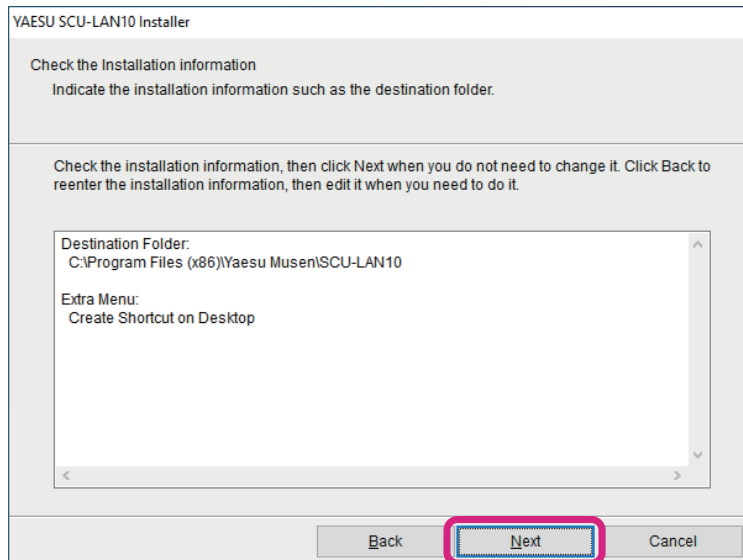 YAESU SCU-LAN10 Installer
Check the Installation information
Indicate the installation information such as the destination folder.
Check the installation information, then click Next when you do not need to change it. Click Back to
reenter the installation information, then edit it when you need to do it.
Destination Folder:
C:\Program Files (x86)\Yaesu Musen\SCU-LAN10
Extra Menu:
Create Shortcut on Desktop
Back Next Cancel